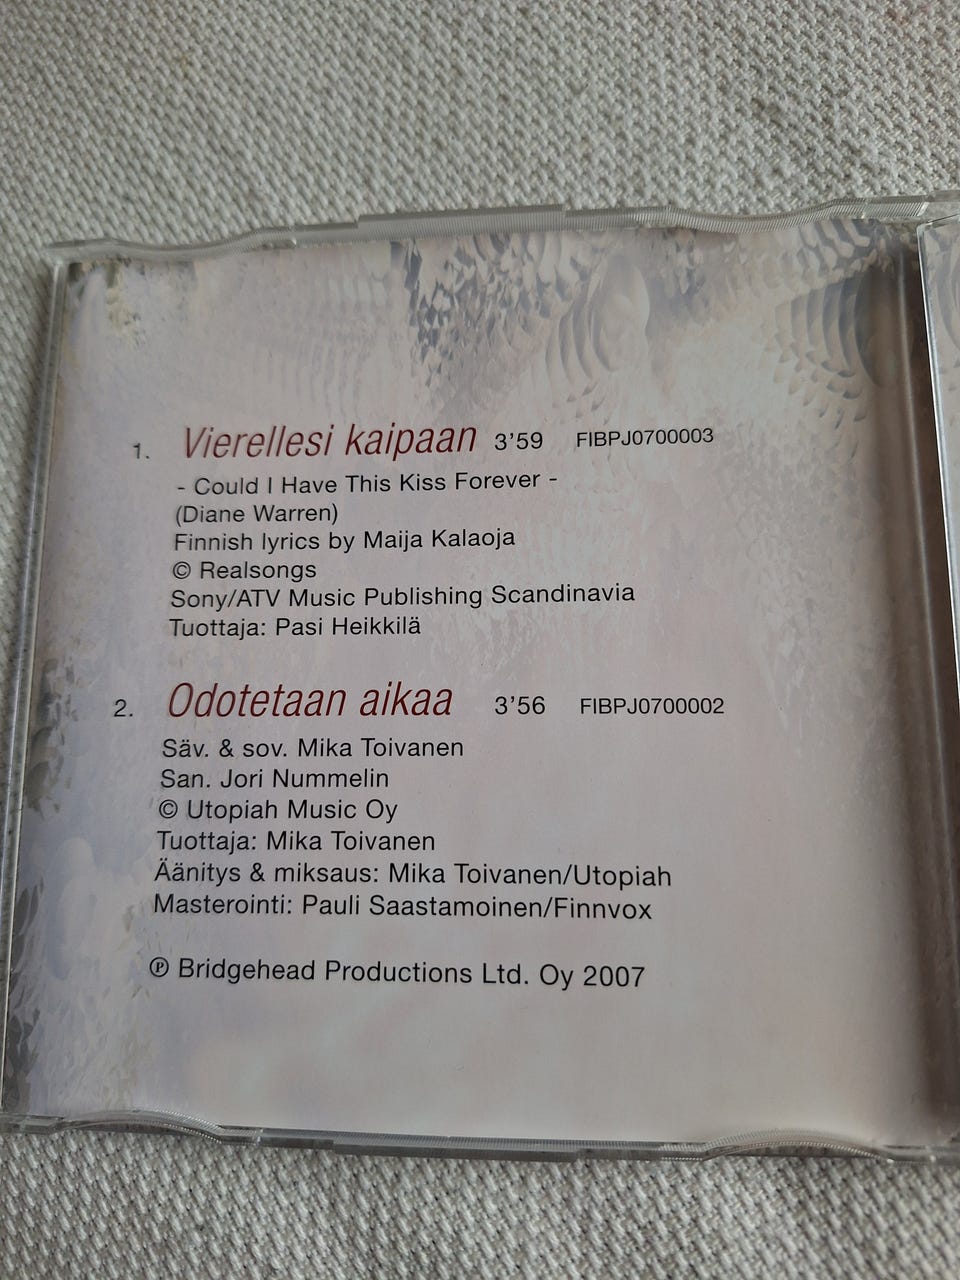 1. Vierellesi kaipaan 3'59 FIBPJ0700003
- Could I Have This Kiss Forever -
(Diane Warren)
Finnish lyrics by Maija Kalaoja
© Realsongs
Sony/ATV Music Publishing Scandinavia
Tuottaja: Pasi Heikkilä
2. Odotetaan aikaa 3'56 FIBPJ0700002
Säv. & sov. Mika Toivanen
San. Jori Nummelin
© Utopiah Music Oy
Tuottaja: Mika Toivanen
Äänitys & miksaus: Mika Toivanen/Utopiah
Masterointi: Pauli Saastamoinen/Finnvox
℗ Bridgehead Productions Ltd. Oy 2007